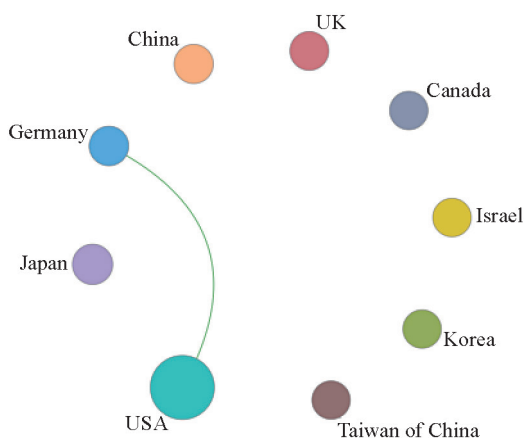 UK
China
Canada
Germany
Israel
Japan
Korea
USA
Taiwan of China